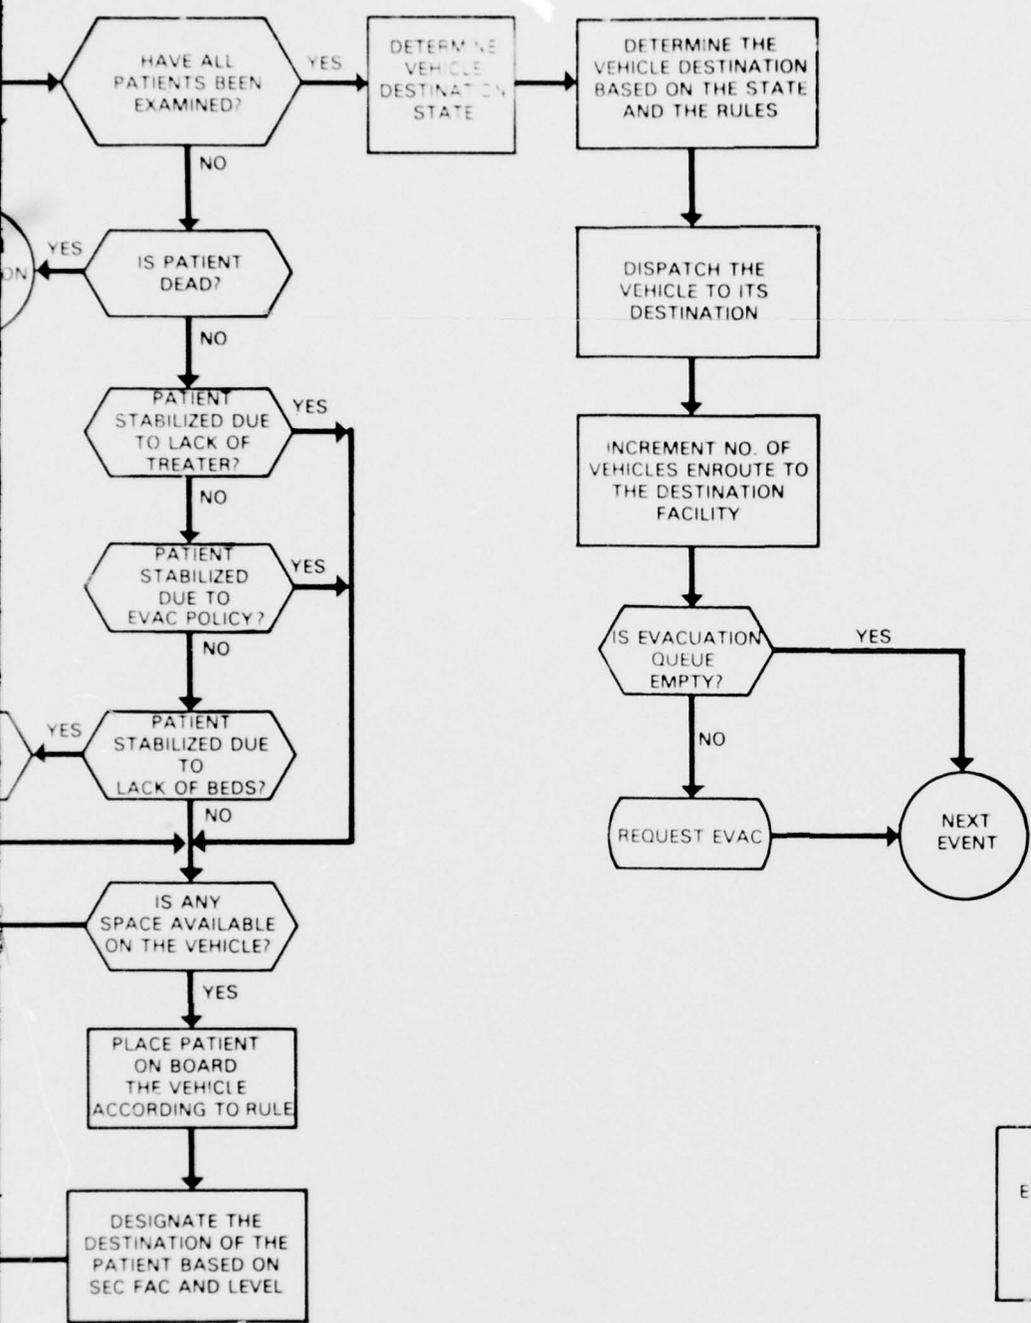 HAVE ALL
PATIENTS BEEN
EXAMINED?
YES
NO
DETERMINE
VEHICLE
DESTINATION
STATE
DETERMINE THE
VEHICLE DESTINATION
BASED ON THE STATE
AND THE RULES
IS PATIENT
DEAD?
YES
ON
NO
DISPATCH THE
VEHICLE TO ITS
DESTINATION
PATIENT
STABILIZED DUE
TO LACK OF
TREATER?
YES
NO
INCREMENT NO. OF
VEHICLES ENROUTE TO
THE DESTINATION
FACILITY
PATIENT
STABILIZED
DUE TO
EVAC POLICY?
YES
NO
IS EVACUATION
QUEUE
EMPTY?
YES
NO
PATIENT
STABILIZED DUE
TO
LACK OF BEDS?
YES
NO
REQUEST EVAC
NEXT
EVENT
IS ANY
SPACE AVAILABLE
ON THE VEHICLE?
YES
PLACE PATIENT
ON BOARD
THE VEHICLE
ACCORDING TO RULE
DESIGNATE THE
DESTINATION OF THE
PATIENT BASED ON
SEC FAC AND LEVEL
E